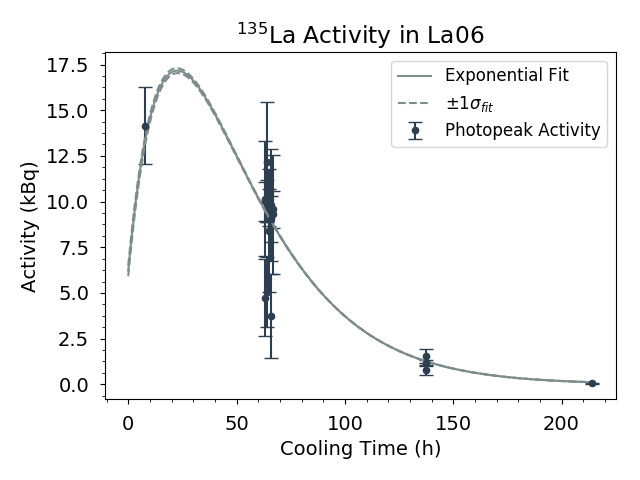 ¹³⁵La Activity in La06
Exponential Fit
±1σ_fit
Photopeak Activity
Activity (kBq)
17.5
15.0
12.5
10.0
7.5
5.0
2.5
0.0
0 50 100 150 200
Cooling Time (h)